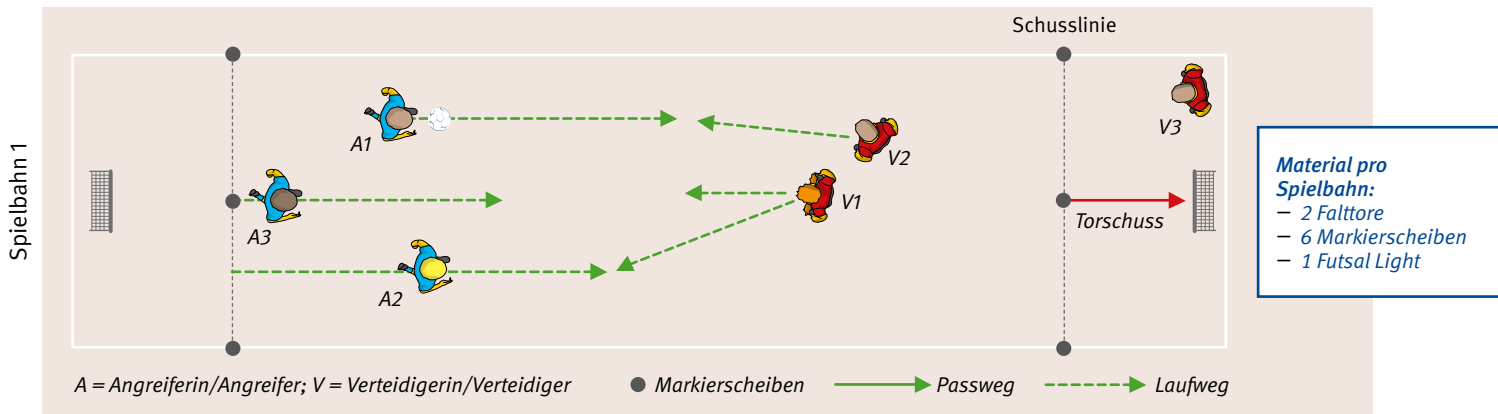 Schusslinie
Spielbahn 1
A1
V2
V3
A3
V1
Torschuss
A2
Material pro
Spielbahn:
– 2 Falttore
– 6 Markierscheiben
– 1 Futsal Light
A = Angreiferin/Angreifer; V = Verteidigerin/Verteidiger
Markierscheiben
Passweg
Laufweg